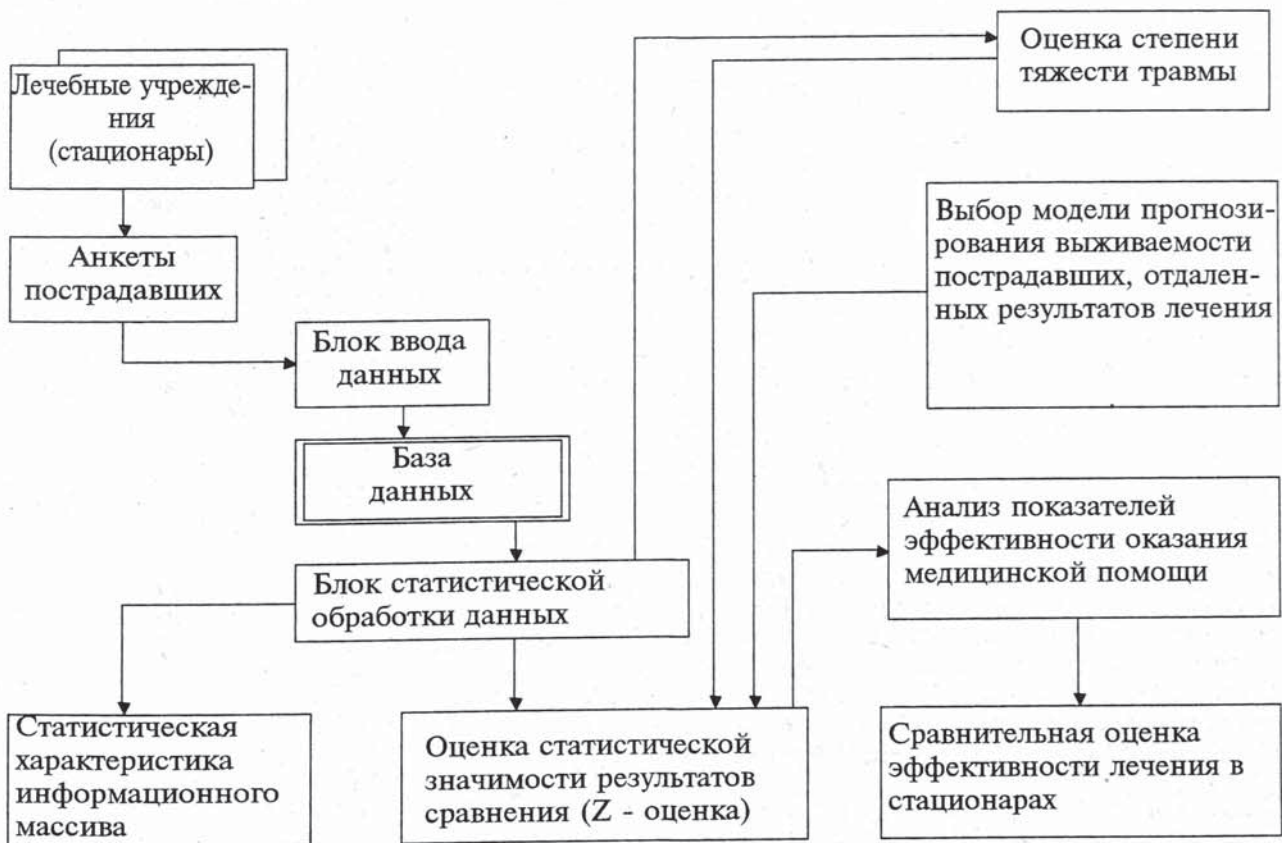 Лечебные учрежде-
ния
(стационары)
Анкеты
пострадавших
Блок ввода
данных
База
данных
Блок статистической
обработки данных
Статистическая
характеристика
информационного
массива
Оценка статистической
значимости результатов
сравнения (Z - оценка)
Оценка степени
тяжести травмы
Выбор модели прогнози-
рования выживаемости
пострадавших, отдален-
ных результатов лечения
Анализ показателей
эффективности оказания
медицинской помощи
Сравнительная оценка
эффективности лечения в
стационарах